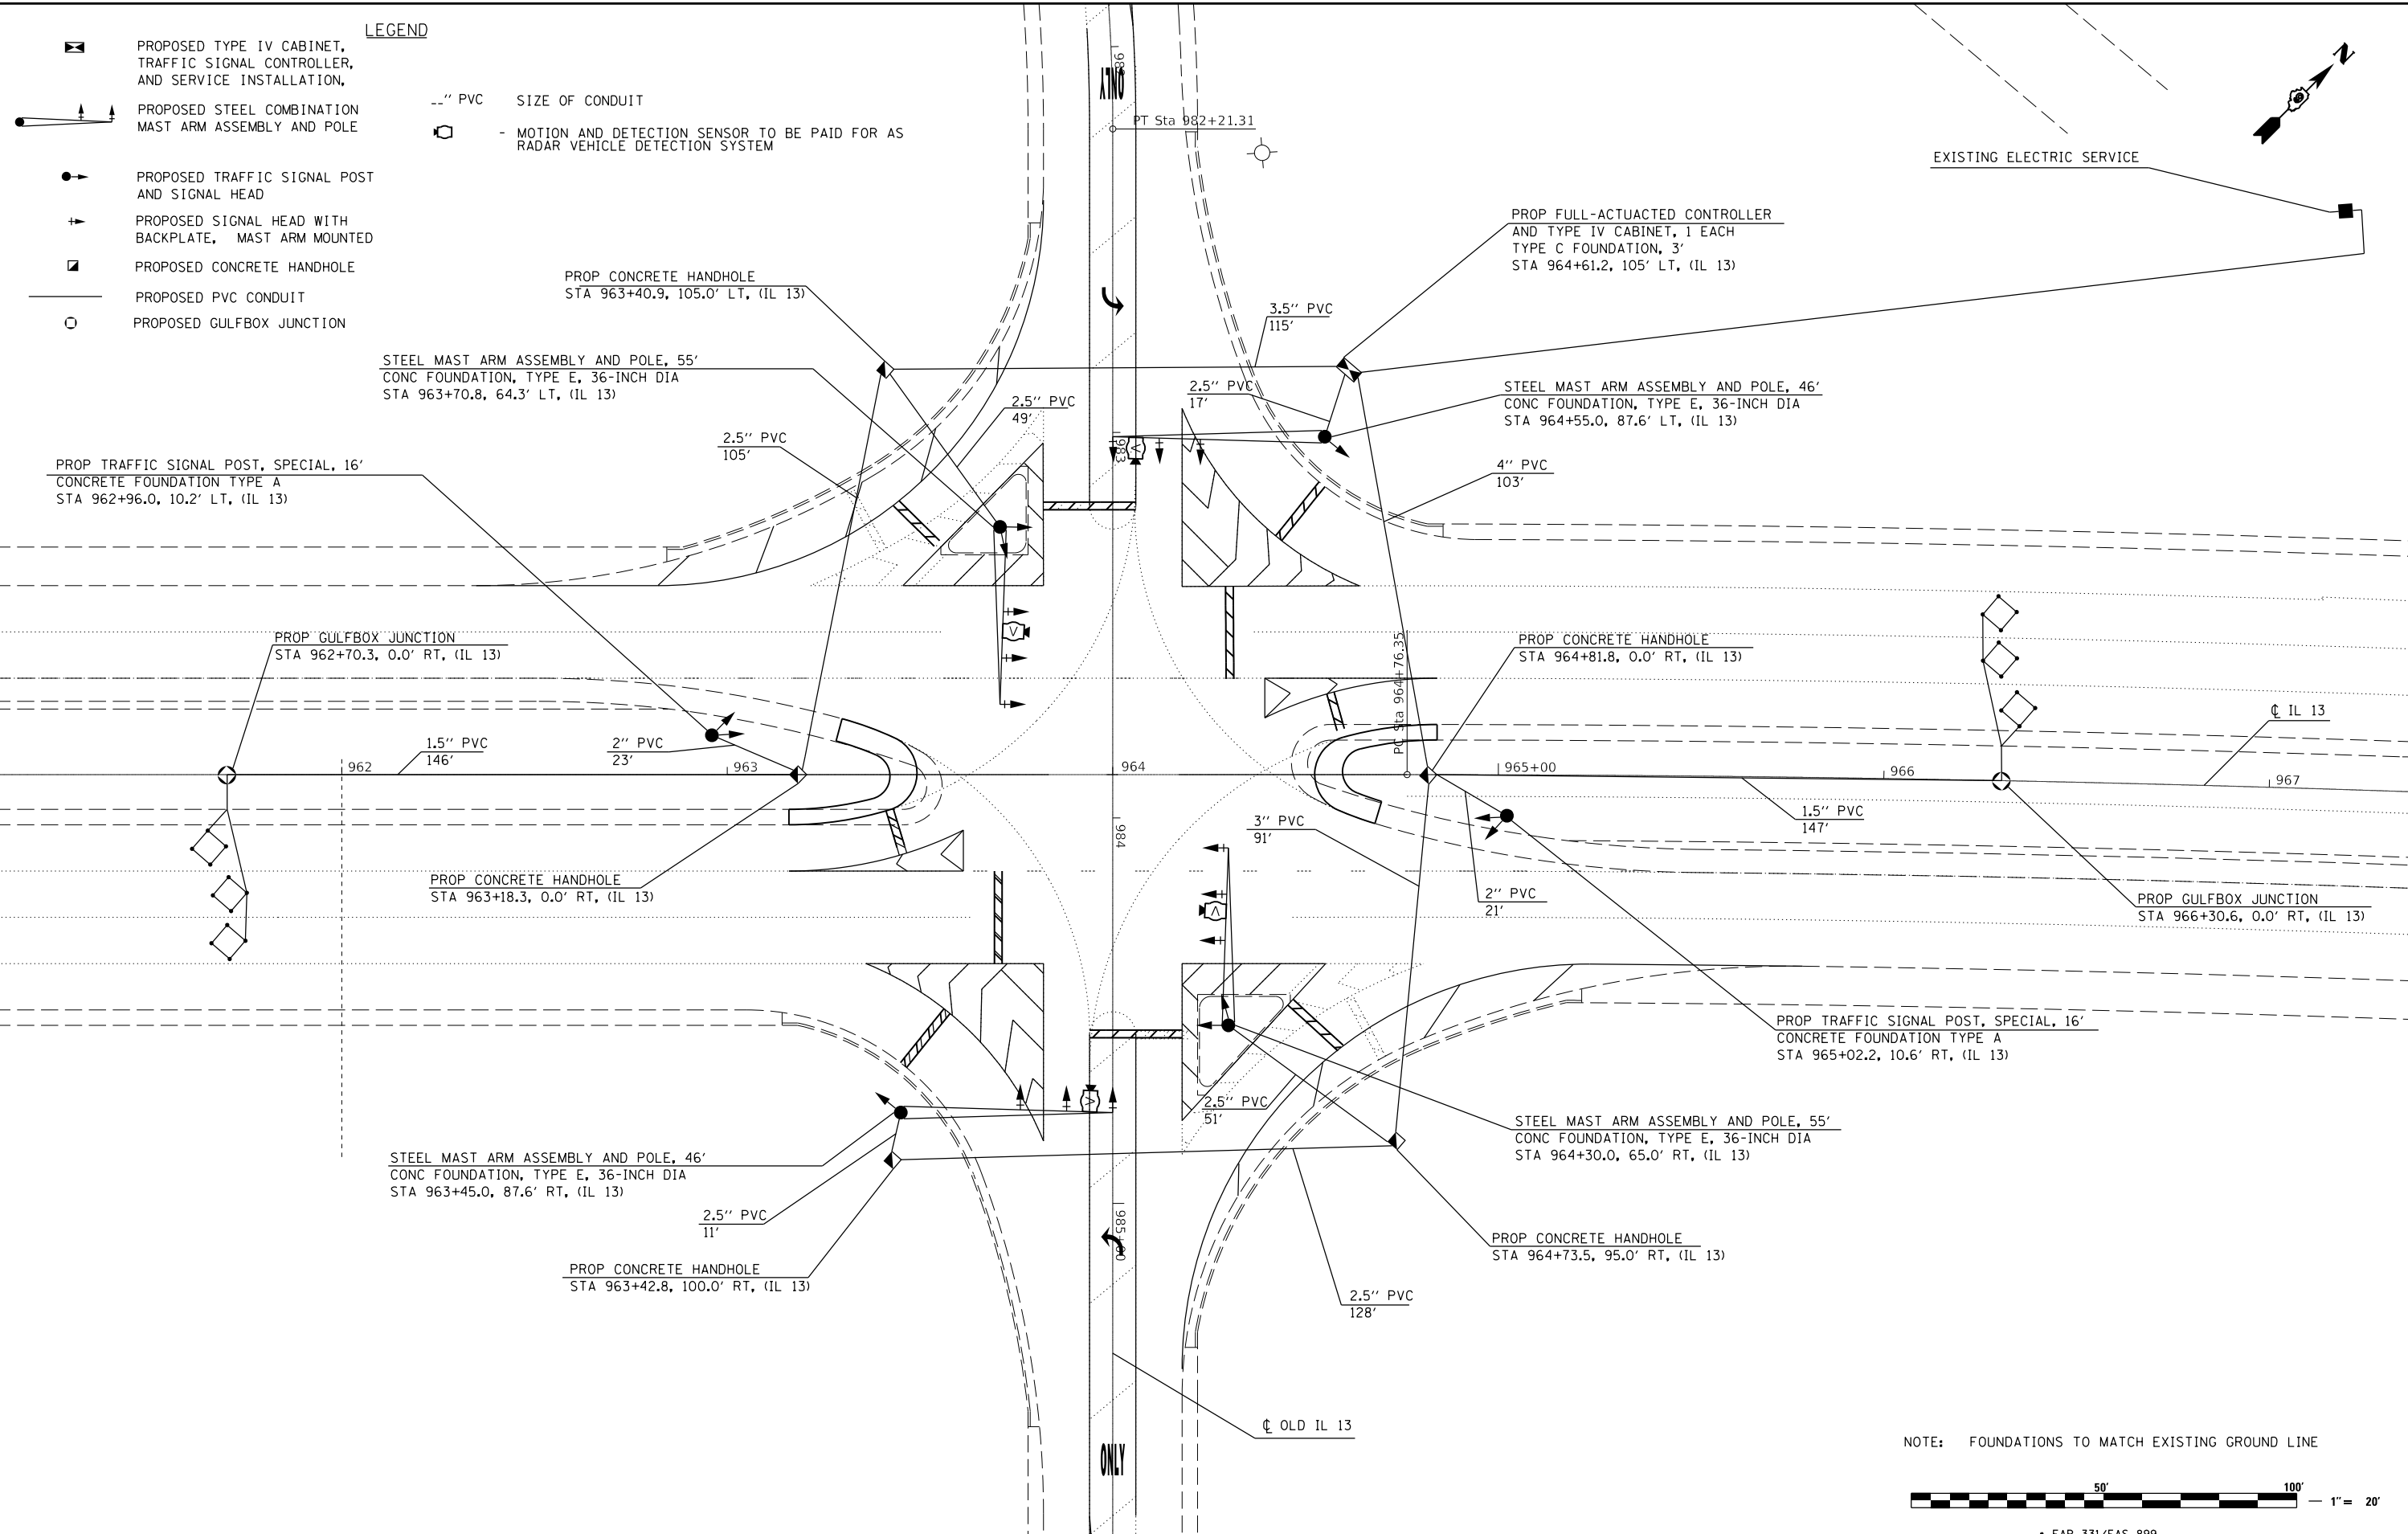 LEGEND
PROPOSED TYPE IV CABINET,
TRAFFIC SIGNAL CONTROLLER,
AND SERVICE INSTALLATION,
PROPOSED STEEL COMBINATION
MAST ARM ASSEMBLY AND POLE
PROPOSED TRAFFIC SIGNAL POST
AND SIGNAL HEAD
PROPOSED SIGNAL HEAD WITH
BACKPLATE, MAST ARM MOUNTED
PROPOSED CONCRETE HANDHOLE
PROPOSED PVC CONDUIT
PROPOSED GULFBOX JUNCTION
__'' PVC SIZE OF CONDUIT
- MOTION AND DETECTION SENSOR TO BE PAID FOR AS
RADAR VEHICLE DETECTION SYSTEM
ONLY
PT Sta 982+21.31
N
EXISTING ELECTRIC SERVICE
PROP FULL-ACTUACTED CONTROLLER
AND TYPE IV CABINET, 1 EACH
TYPE C FOUNDATION, 3'
STA 964+61.2, 105' LT, (IL 13)
PROP CONCRETE HANDHOLE
STA 963+40.9, 105.0' LT, (IL 13)
3.5'' PVC
115'
STEEL MAST ARM ASSEMBLY AND POLE, 55'
CONC FOUNDATION, TYPE E, 36-INCH DIA
STA 963+70.8, 64.3' LT, (IL 13)
2.5'' PVC
17'
STEEL MAST ARM ASSEMBLY AND POLE, 46'
CONC FOUNDATION, TYPE E, 36-INCH DIA
STA 964+55.0, 87.6' LT, (IL 13)
2.5'' PVC
49'
2.5'' PVC
105'
983
V
4'' PVC
103'
PROP TRAFFIC SIGNAL POST, SPECIAL, 16'
CONCRETE FOUNDATION TYPE A
STA 962+96.0, 10.2' LT, (IL 13)
PROP GULFBOX JUNCTION
STA 962+70.3, 0.0' RT, (IL 13)
V
PC Sta 964+76.35
PROP CONCRETE HANDHOLE
STA 964+81.8, 0.0' RT, (IL 13)
℄ IL 13
1.5'' PVC
146'
2'' PVC
23'
962
963
964
965+00
966
967
984
3'' PVC
91'
1.5'' PVC
147'
PROP CONCRETE HANDHOLE
STA 963+18.3, 0.0' RT, (IL 13)
2'' PVC
21'
V
PROP GULFBOX JUNCTION
STA 966+30.6, 0.0' RT, (IL 13)
PROP TRAFFIC SIGNAL POST, SPECIAL, 16'
CONCRETE FOUNDATION TYPE A
STA 965+02.2, 10.6' RT, (IL 13)
V
2.5'' PVC
51'
STEEL MAST ARM ASSEMBLY AND POLE, 55'
CONC FOUNDATION, TYPE E, 36-INCH DIA
STA 964+30.0, 65.0' RT, (IL 13)
STEEL MAST ARM ASSEMBLY AND POLE, 46'
CONC FOUNDATION, TYPE E, 36-INCH DIA
STA 963+45.0, 87.6' RT, (IL 13)
2.5'' PVC
11'
985+00
PROP CONCRETE HANDHOLE
STA 964+73.5, 95.0' RT, (IL 13)
PROP CONCRETE HANDHOLE
STA 963+42.8, 100.0' RT, (IL 13)
2.5'' PVC
128'
℄ OLD IL 13
ONLY
NOTE: FOUNDATIONS TO MATCH EXISTING GROUND LINE
50' 100'
1"= 20'